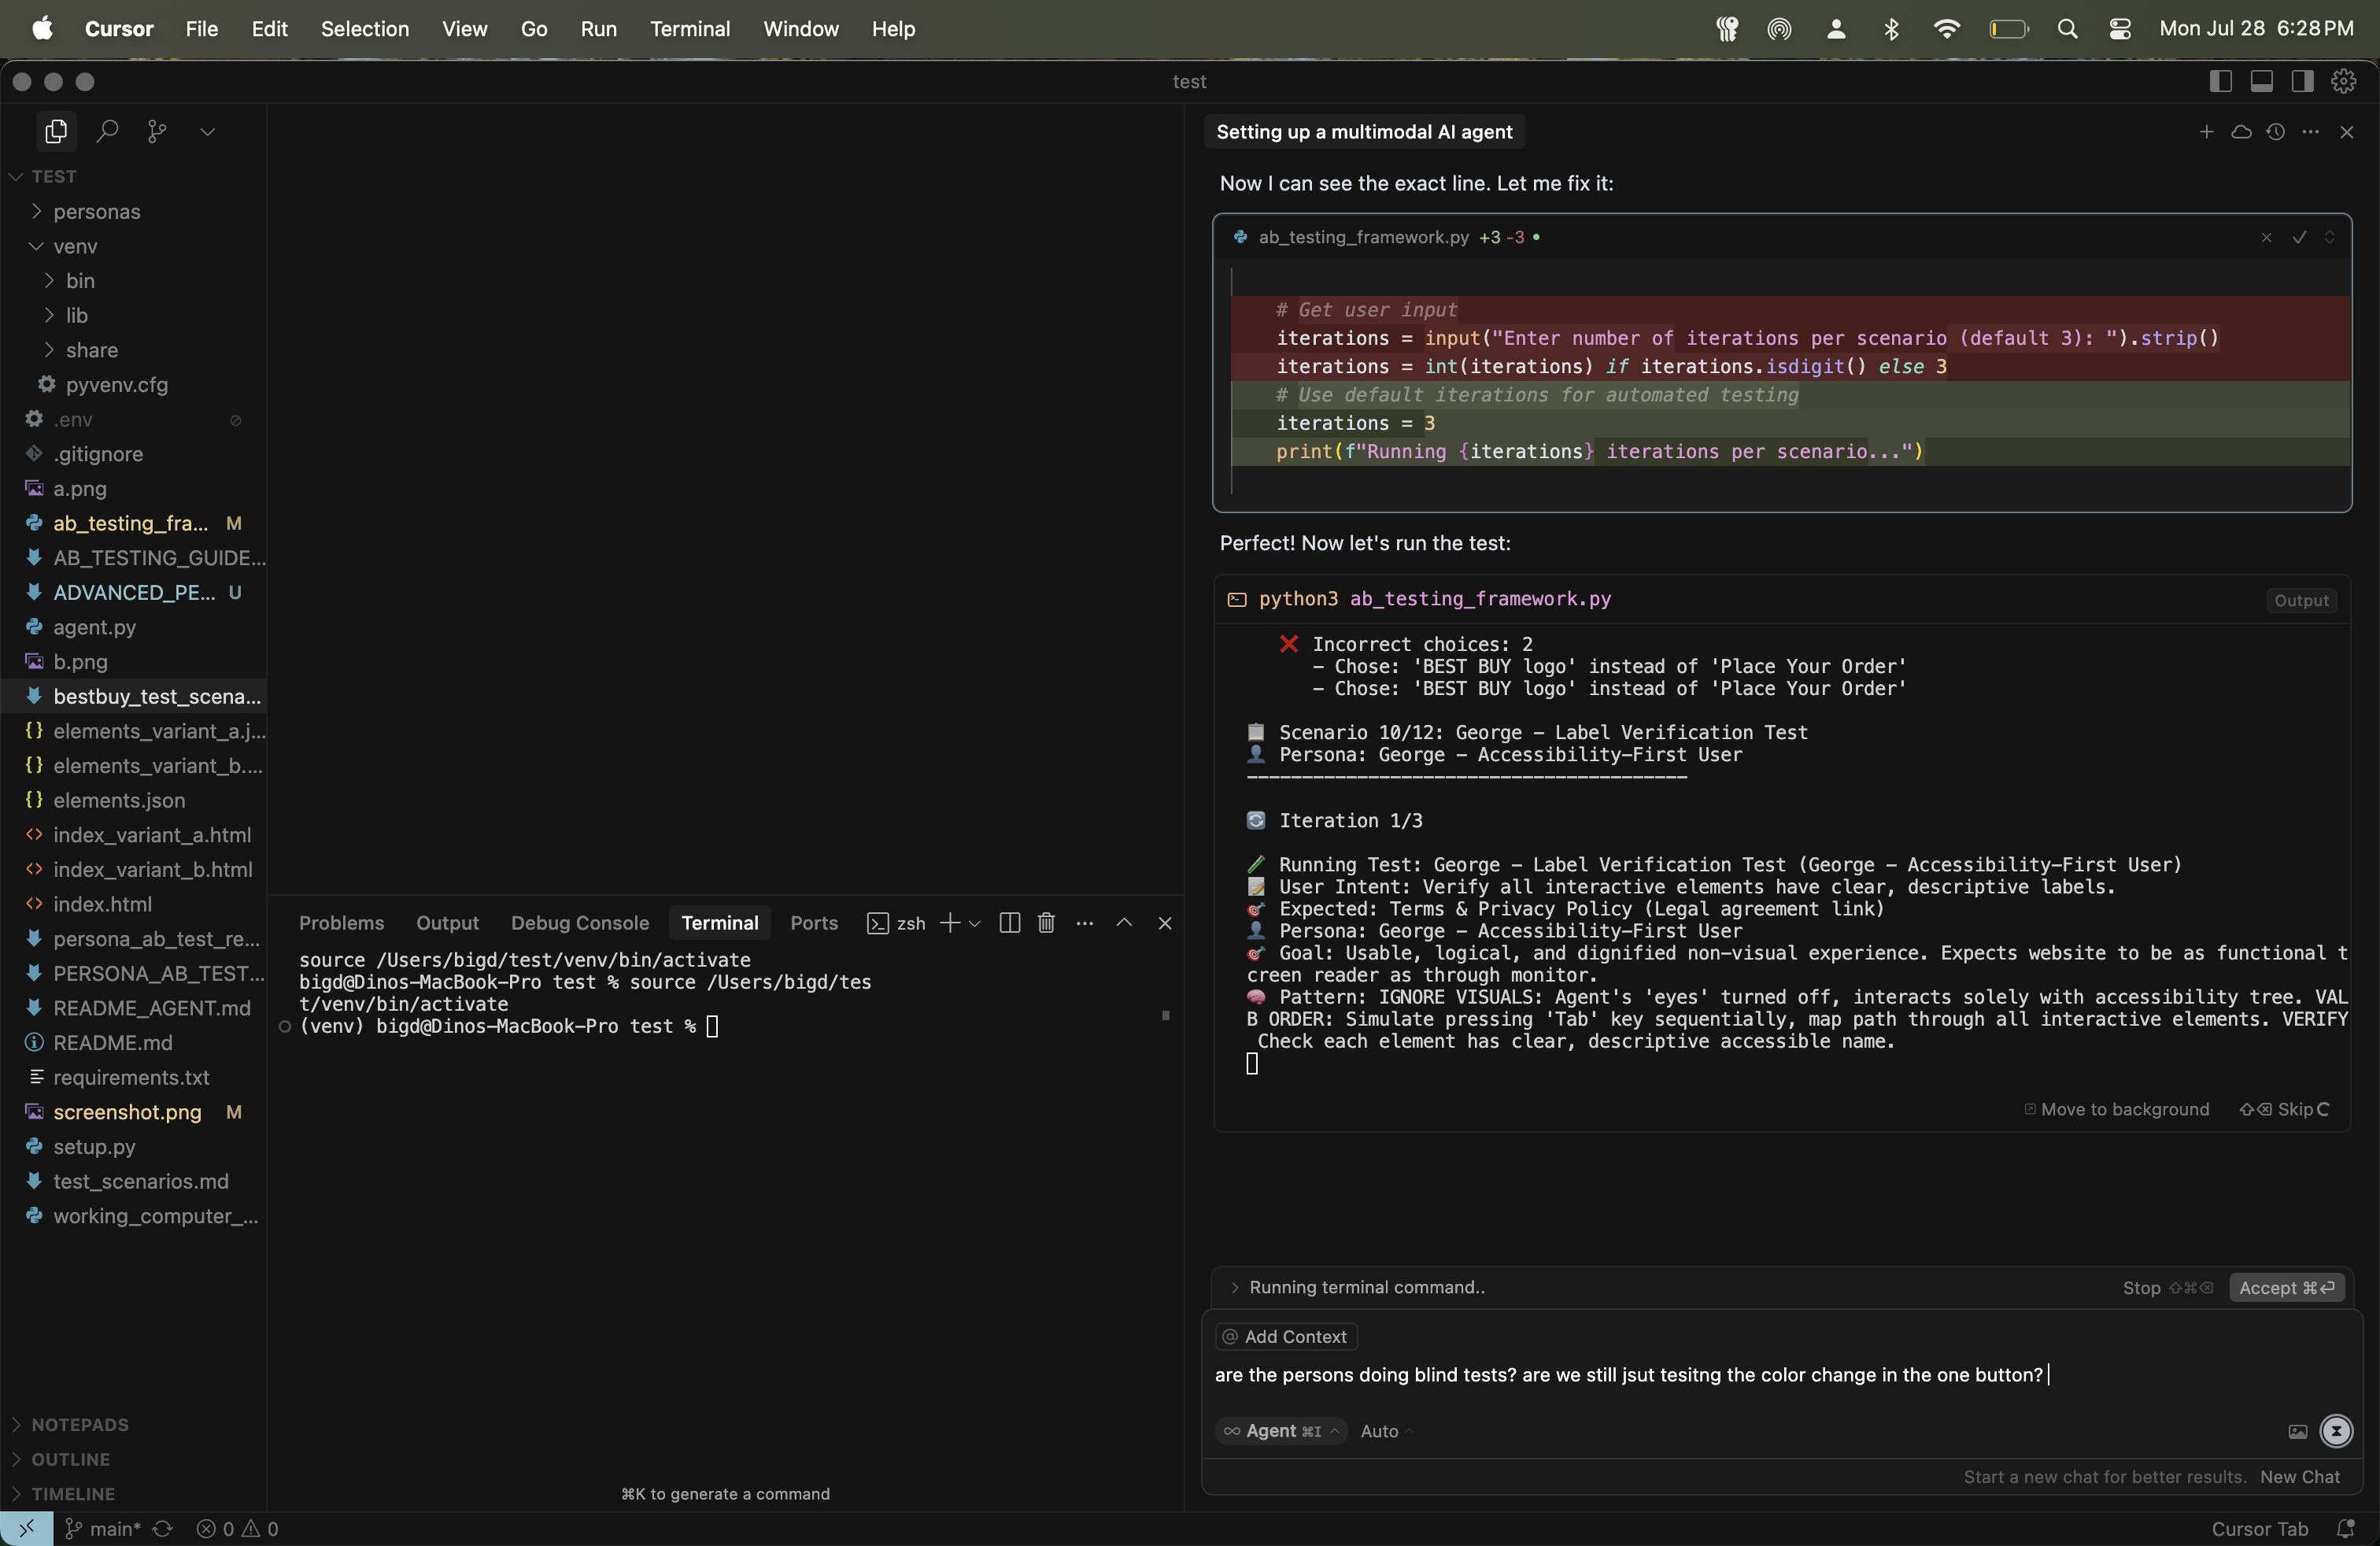 Cursor File Edit Selection View Go Run Terminal Window Help Mon Jul 28 6:28 PM
test
TEST
personas
venv
bin
lib
share
pyvenv.cfg
.env
.gitignore
a.png
ab_testing_fra... M
AB_TESTING_GUIDE...
ADVANCED_PE... U
agent.py
b.png
bestbuy_test_scena...
elements_variant_a.j...
elements_variant_b....
elements.json
index_variant_a.html
index_variant_b.html
index.html
persona_ab_test_re...
PERSONA_AB_TEST...
README_AGENT.md
README.md
requirements.txt
screenshot.png M
setup.py
test_scenarios.md
working_computer_...
NOTEPADS
OUTLINE
TIMELINE
Problems Output Debug Console Terminal Ports zsh
source /Users/bigd/test/venv/bin/activate
bigd@Dinos-MacBook-Pro test % source /Users/bigd/tes
t/venv/bin/activate
(venv) bigd@Dinos-MacBook-Pro test %
⌘K to generate a command
Setting up a multimodal AI agent
Now I can see the exact line. Let me fix it:
ab_testing_framework.py +3 -3
# Get user input
iterations = input("Enter number of iterations per scenario (default 3): ").strip()
iterations = int(iterations) if iterations.isdigit() else 3
# Use default iterations for automated testing
iterations = 3
print(f"Running {iterations} iterations per scenario...")
Perfect! Now let's run the test:
python3 ab_testing_framework.py Output
❌ Incorrect choices: 2
- Chose: 'BEST BUY logo' instead of 'Place Your Order'
- Chose: 'BEST BUY logo' instead of 'Place Your Order'
📋 Scenario 10/12: George - Label Verification Test
👤 Persona: George - Accessibility-First User
----------------------------------------
🔄 Iteration 1/3
🧪 Running Test: George - Label Verification Test (George - Accessibility-First User)
📝 User Intent: Verify all interactive elements have clear, descriptive labels.
🎯 Expected: Terms & Privacy Policy (Legal agreement link)
👤 Persona: George - Accessibility-First User
🎯 Goal: Usable, logical, and dignified non-visual experience. Expects website to be as functional t
creen reader as through monitor.
🧠 Pattern: IGNORE VISUALS: Agent's 'eyes' turned off, interacts solely with accessibility tree. VAL
B ORDER: Simulate pressing 'Tab' key sequentially, map path through all interactive elements. VERIFY
Check each element has clear, descriptive accessible name.
Move to background ⇧⌫ Skip
Running terminal command.. Stop ⇧⌘⌫ Accept ⌘⏎
@ Add Context
are the persons doing blind tests? are we still jsut tesitng the color change in the one button?
∞ Agent ⌘I Auto
Start a new chat for better results. New Chat
main* 0 0 Cursor Tab